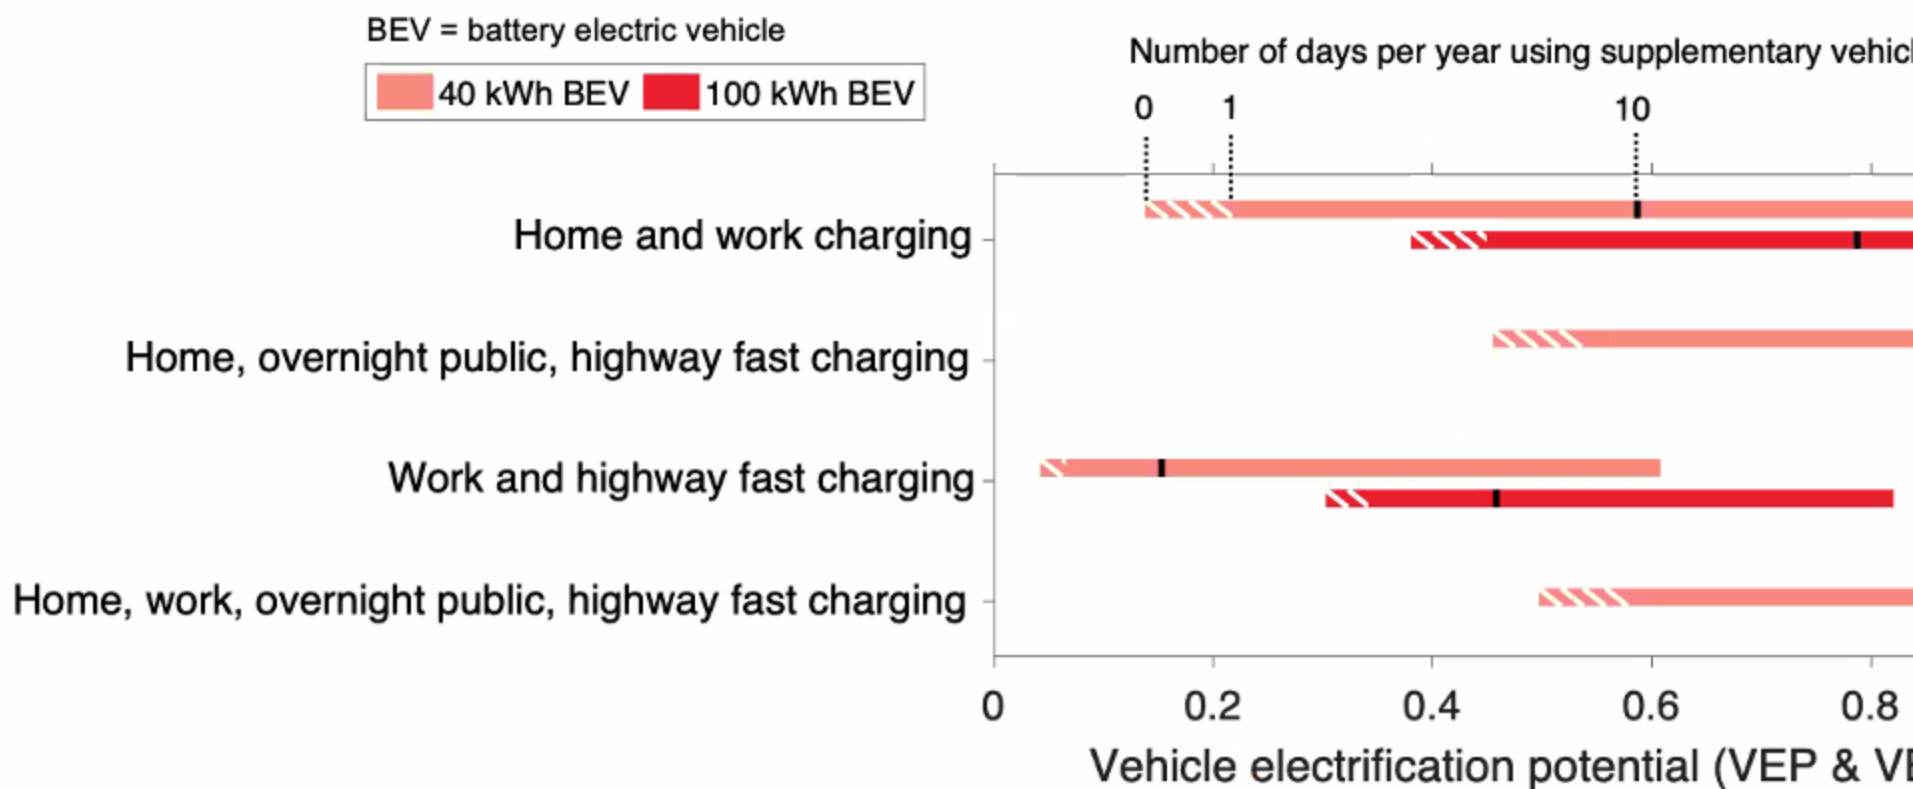 BEV = battery electric vehicle
40 kWh BEV 100 kWh BEV
Number of days per year using supplementary
0 1 10
Home and work charging
Home, overnight public, highway fast charging
Work and highway fast charging
Home, work, overnight public, highway fast charging
0 0.2 0.4 0.6 0.8
Vehicle electrification potential (VEP &